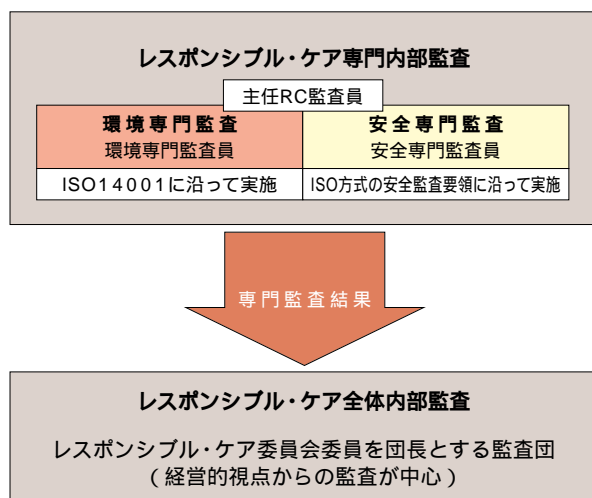 レスポンシブル・ケア専門内部監査
主任RC監査員
環境専門監査
環境専門監査員
ISO14001に沿って実施
安全専門監査
安全専門監査員
ISO方式の安全監査要領に沿って実施
専門監査結果
レスポンシブル・ケア全体内部監査
レスポンシブル・ケア委員会委員を団長とする監査団
(経営的視点からの監査が中心)